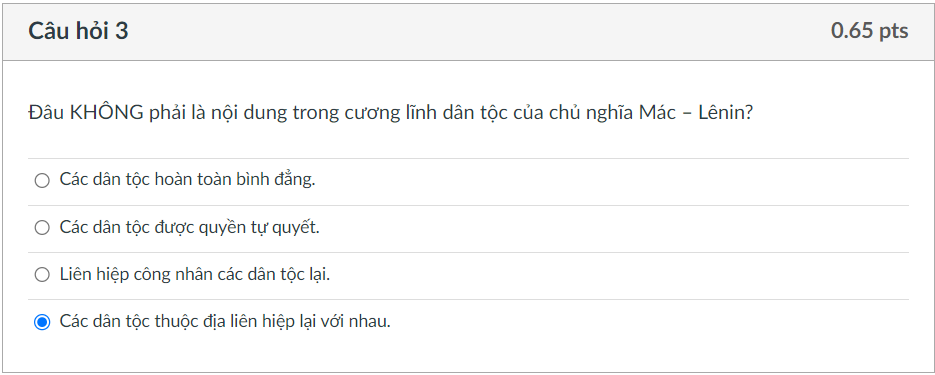 Câu hỏi 3
0.65 pts
Đâu KHÔNG phải là nội dung trong cương lĩnh dân tộc của chủ nghĩa Mác – Lênin?
Các dân tộc hoàn toàn bình đẳng.
Các dân tộc được quyền tự quyết.
Liên hiệp công nhân các dân tộc lại.
Các dân tộc thuộc địa liên hiệp lại với nhau.